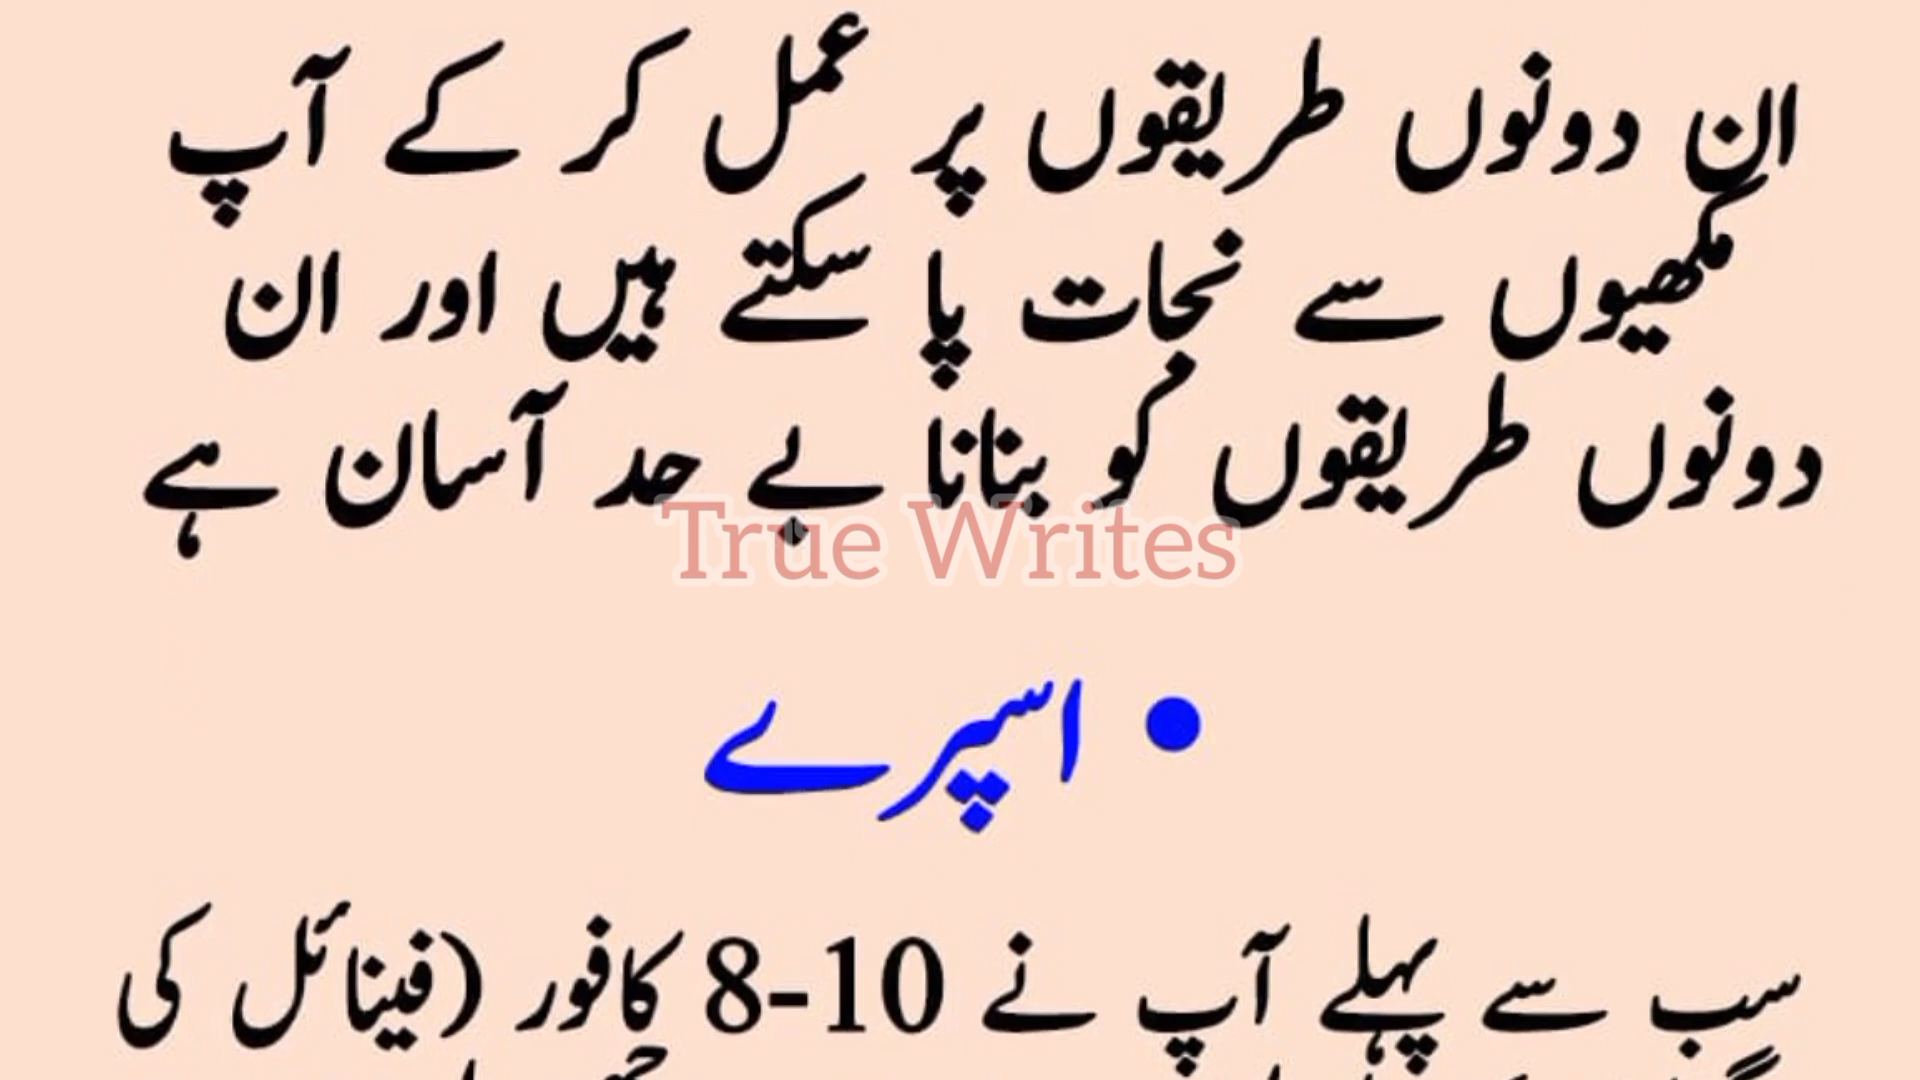 ان دونوں طریقوں پر عمل کر کے آپ
مکھیوں سے نجات پا سکتے ہیں اور ان
دونوں طریقوں کو بنانا بے حد آسان ہے
True Writes
• اسپرے
سب سے پہلے آپ نے 10-8 کافور (فینائل کی